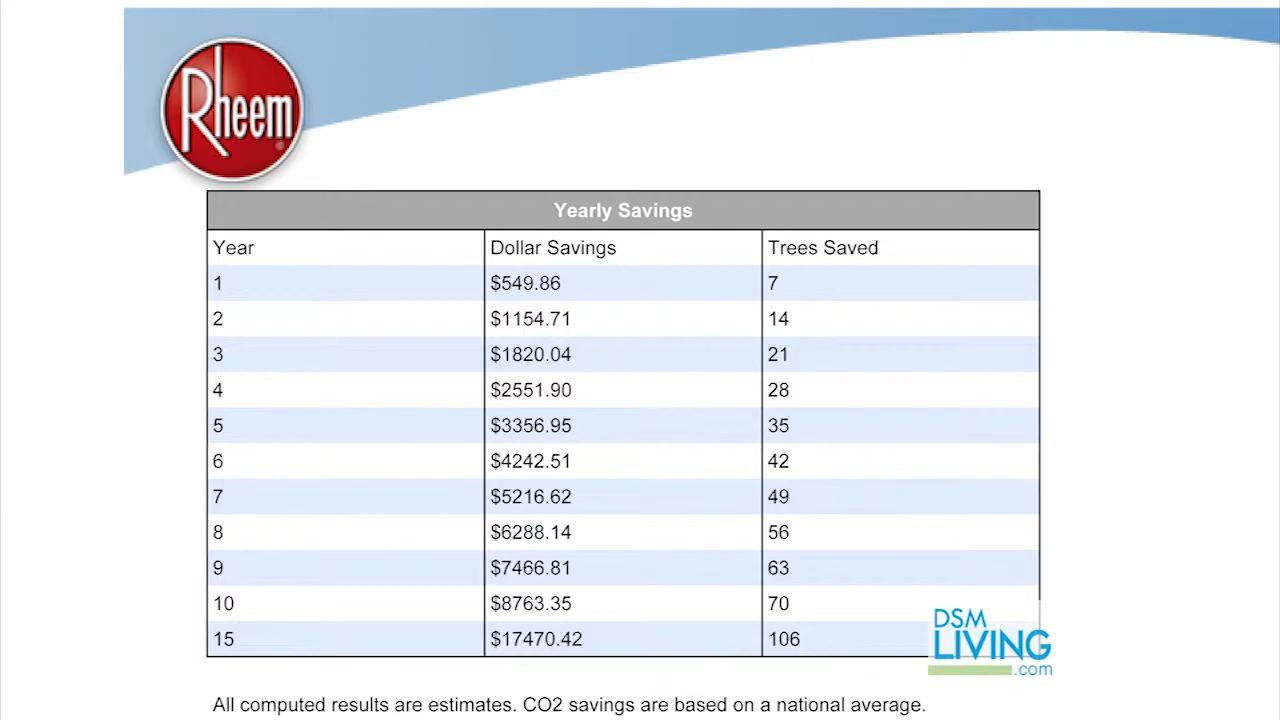 Rheem
Yearly Savings
Year Dollar Savings Trees Saved
1 $549.86 7
2 $1154.71 14
3 $1820.04 21
4 $2551.90 28
5 $3356.95 35
6 $4242.51 42
7 $5216.62 49
8 $6288.14 56
9 $7466.81 63
10 $8763.35 70
15 $17470.42 106
DSM
LIVING
.com
All computed results are estimates. CO2 savings are based on a national average.